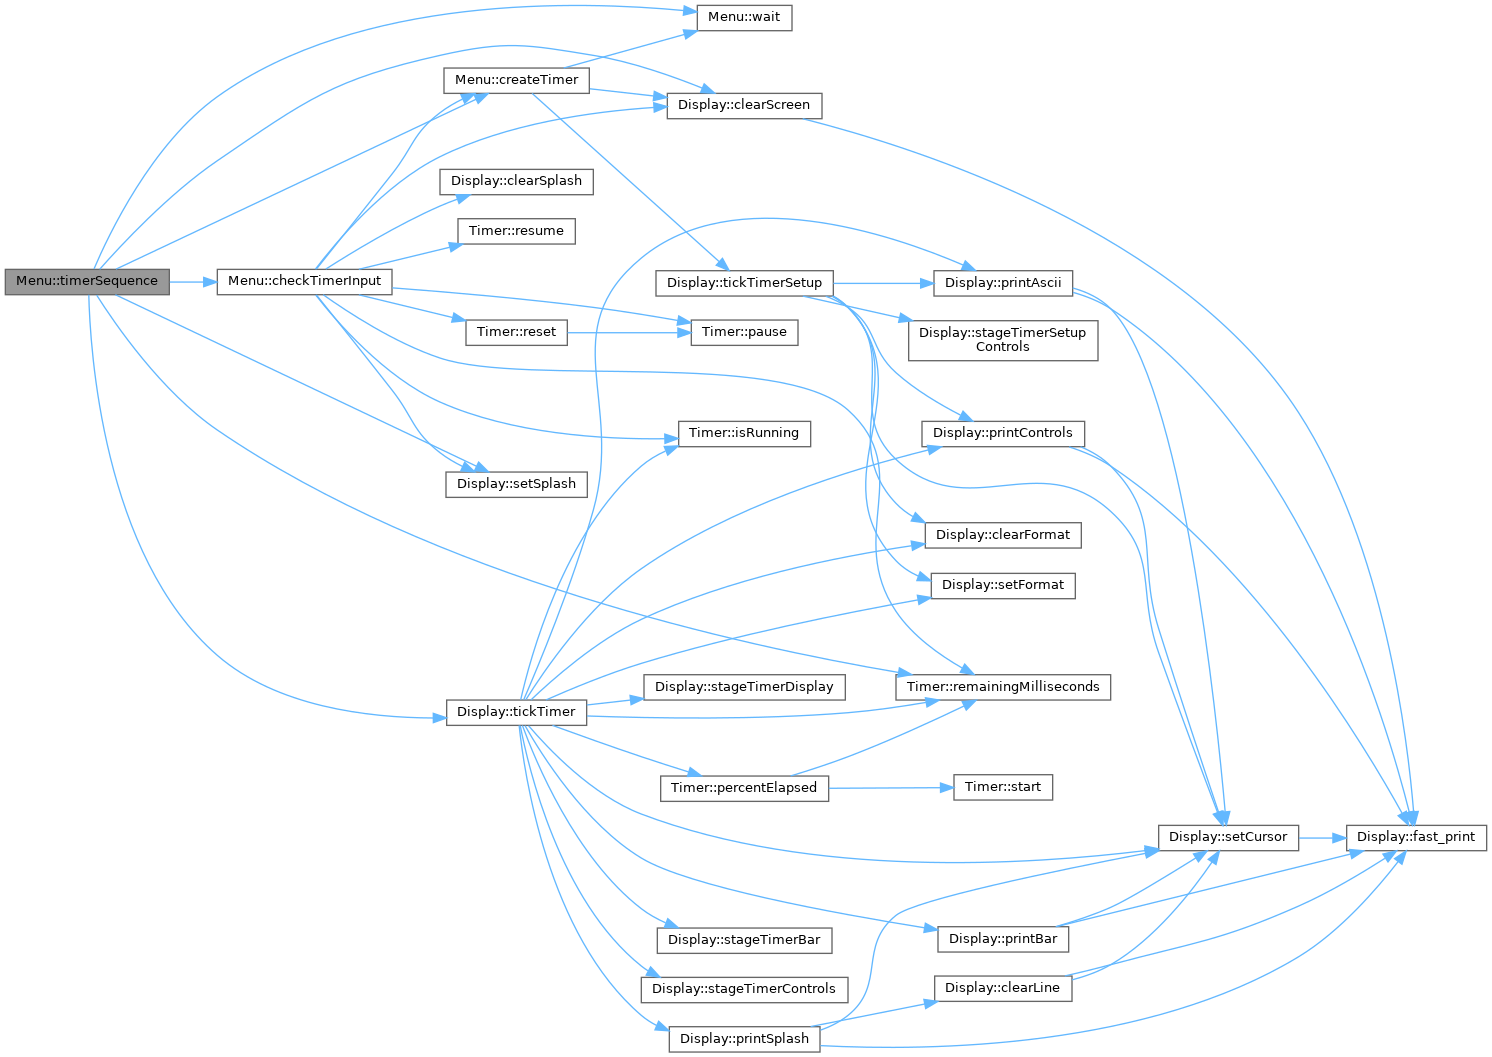 Menu::wait
Menu::createTimer
Display::clearScreen
Display::clearSplash
Timer::resume
Menu::timerSequence
Menu::checkTimerInput
Display::tickTimerSetup
Display::printAscii
Timer::reset
Timer::pause
Display::stageTimerSetup
Controls
Timer::isRunning
Display::printControls
Display::setSplash
Display::clearFormat
Display::setFormat
Display::stageTimerDisplay
Timer::remainingMilliseconds
Display::tickTimer
Timer::percentElapsed
Timer::start
Display::setCursor
Display::fast_print
Display::stageTimerBar
Display::printBar
Display::stageTimerControls
Display::clearLine
Display::printSplash